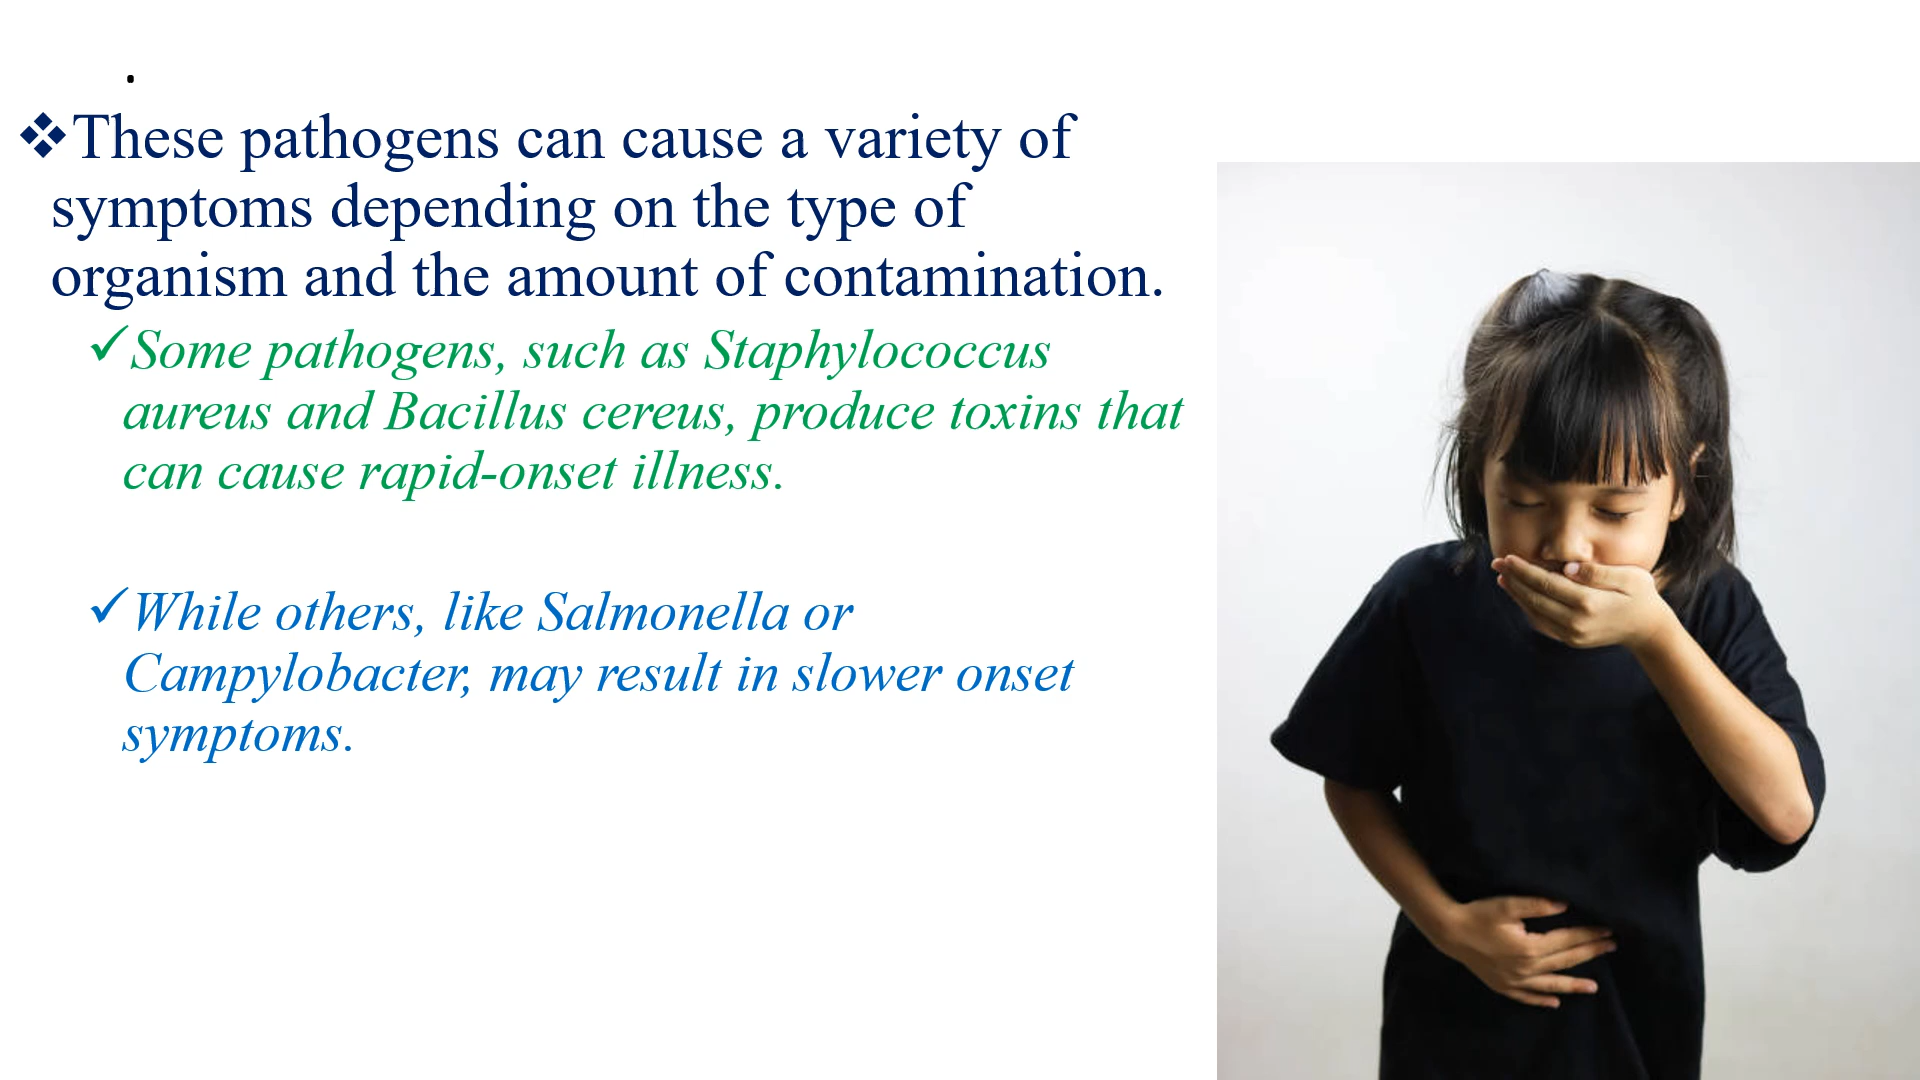 .
❖These pathogens can cause a variety of
symptoms depending on the type of
organism and the amount of contamination.
✓Some pathogens, such as Staphylococcus
aureus and Bacillus cereus, produce toxins that
can cause rapid-onset illness.
✓While others, like Salmonella or
Campylobacter, may result in slower onset
symptoms.